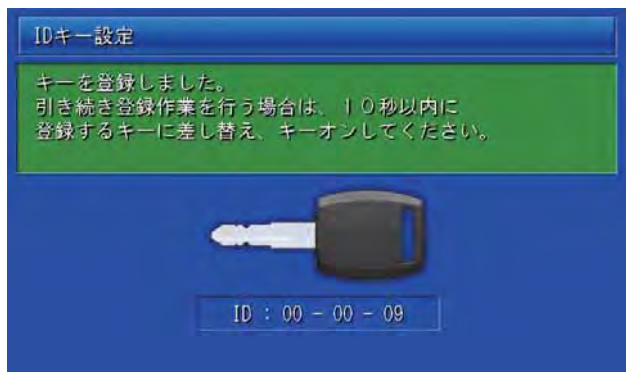 IDキー設定
キーを登録しました。
引き続き登録作業を行う場合は、１０秒以内に
登録するキーに差し替え、キーオンしてください。
ID : 00 - 00 - 09